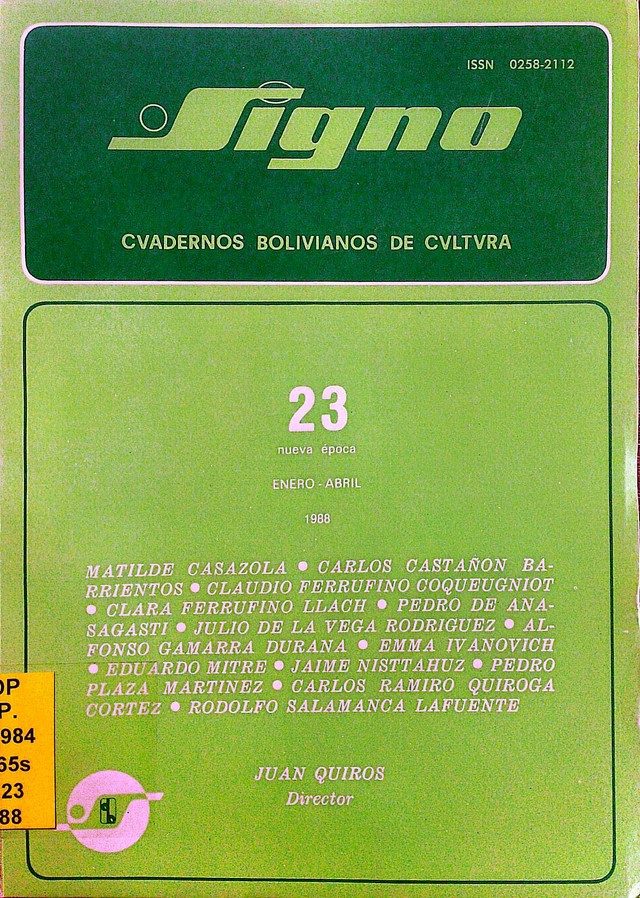 ISSN 0258-2112
Signo
CVADERNOS BOLIVIANOS DE CVLTVRA
23
nueva época
ENERO - ABRIL
1988
MATILDE CASAZOLA • CARLOS CASTAÑON BA-
RRIENTOS • CLAUDIO FERRUFINO COQUEUGNIOT
• CLARA FERRUFINO LLACH • PEDRO DE ANA-
SAGASTI • JULIO DE LA VEGA RODRIGUEZ • AL-
FONSO GAMARRA DURANA • EMMA IVANOVICH
• EDUARDO MITRE • JAIME NISTTAHUZ • PEDRO
PLAZA MARTINEZ • CARLOS RAMIRO QUIROGA
CORTEZ • RODOLFO SALAMANCA LAFUENTE
JUAN QUIROS
Director
OP
P.
984
65s
23
88